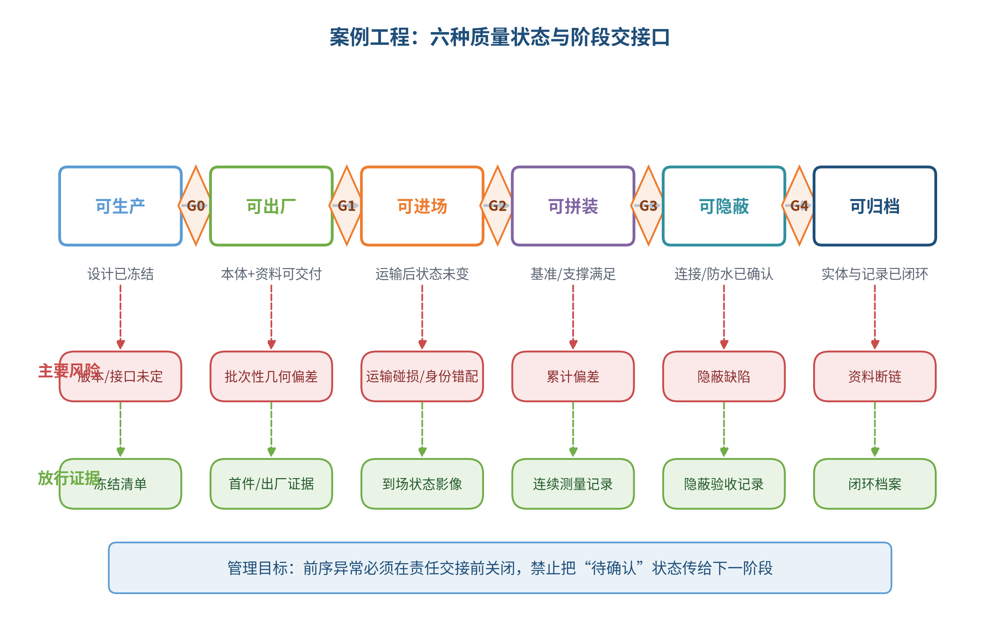 案例工程：六种质量状态与阶段交接口
可生产
G0
可出厂
G1
可进场
G2
可拼装
G3
可隐蔽
G4
可归档
设计已冻结
本体+资料可交付
运输后状态未变
基准/支撑满足
连接/防水已确认
实体与记录已闭环
主要风险
版本/接口未定
批次性几何偏差
运输碰损/身份错配
累计偏差
隐蔽缺陷
资料断链
放行证据
冻结清单
首件/出厂证据
到场状态影像
连续测量记录
隐蔽验收记录
闭环档案
管理目标：前序异常必须在责任交接前关闭，禁止把“待确认”状态传给下一阶段